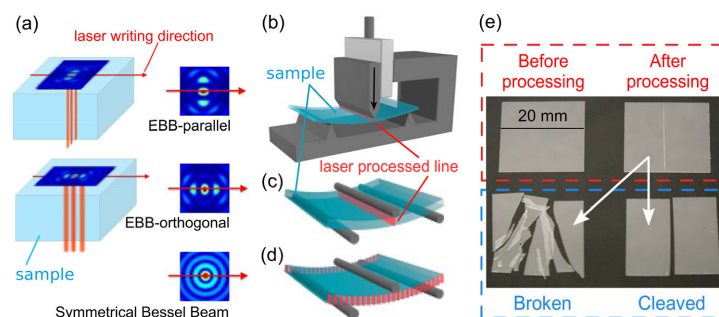 (a)
laser writing direction
EBB-parallel
EBB-orthogonal
sample
Symmetrical Bessel Beam
(b)
sample
laser processed line
(c)
(d)
(e)
Before
processing
After
processing
20 mm
Broken
Cleaved